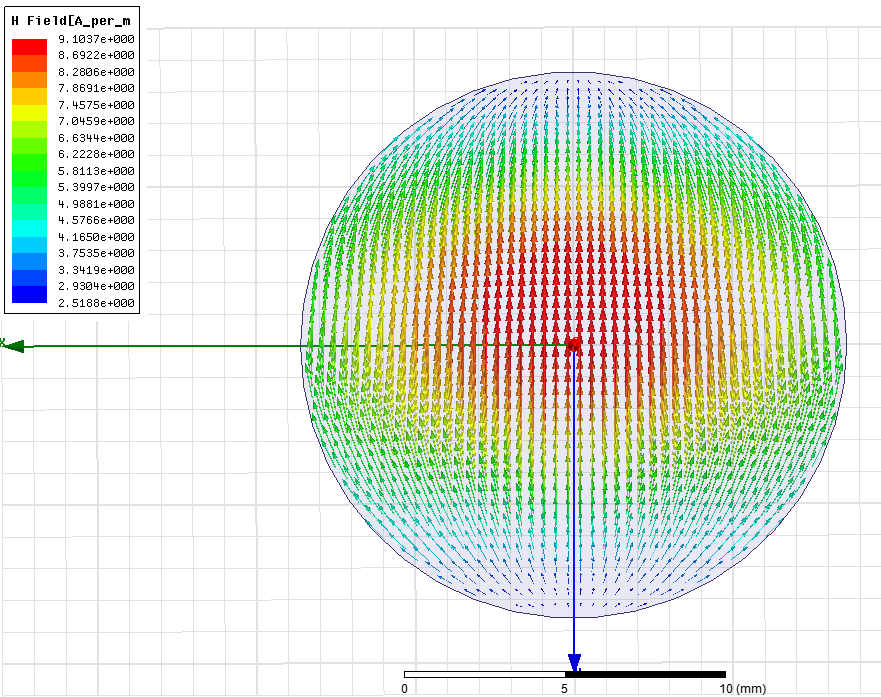 H Field[A_per_m
9.1037e+000
8.6922e+000
8.2806e+000
7.8691e+000
7.4575e+000
7.0459e+000
6.6344e+000
6.2228e+000
5.8113e+000
5.3997e+000
4.9881e+000
4.5766e+000
4.1650e+000
3.7535e+000
3.3419e+000
2.9304e+000
2.5188e+000
0 5 10 (mm)